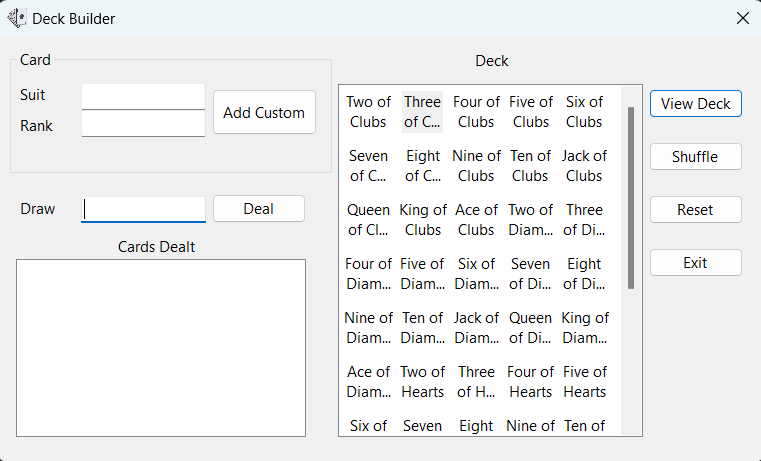 Deck Builder
Card
Suit
Rank
Add Custom
Draw
Deal
Cards Dealt
Deck
Two of Three Four of Five of Six of
Clubs of C... Clubs Clubs Clubs
Seven Eight Nine of Ten of Jack of
of C... of C... Clubs Clubs Clubs
Queen King of Ace of Two of Three
of Cl... Clubs Clubs Diam... of Di...
Four of Five of Six of Seven Eight
Diam... Diam... Diam... of Di... of Di...
Nine of Ten of Jack of Queen King of
Diam... Diam... Diam... of Di... Diam...
Ace of Two of Three Four of Five of
Diam... Hearts of H... Hearts Hearts
Six of Seven Eight Nine of Ten of
View Deck
Shuffle
Reset
Exit